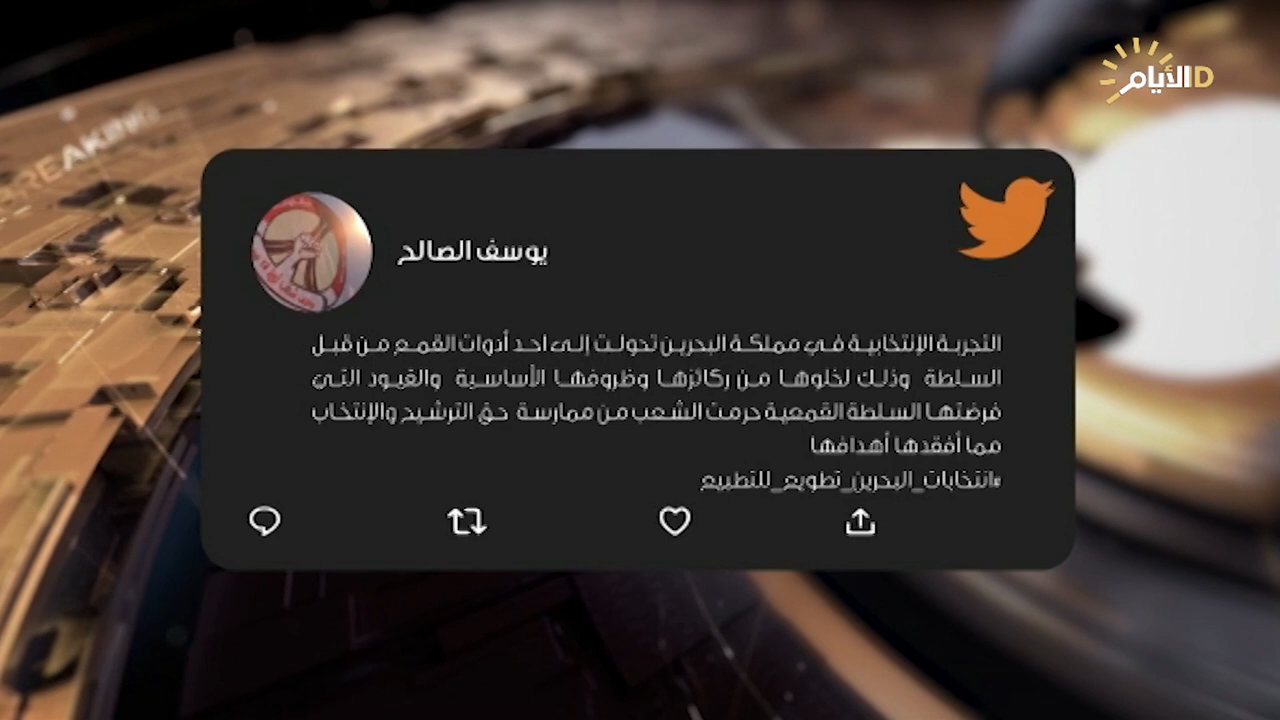 الأيام D
BREAKING
يوسف الصالح
التجربة الإنتخابية في مملكة البحرين تحولت إلى احد أدوات القمع من قبل
السلطة وذلك لخلوها من ركائزها وظروفها الأساسية والقيود التي
فرضتها السلطة القمعية حرمت الشعب من ممارسة حق الترشيح والإنتخاب
مما أفقدها أهدافها
#انتخابات_البحرين_تطويع_للتطبيع